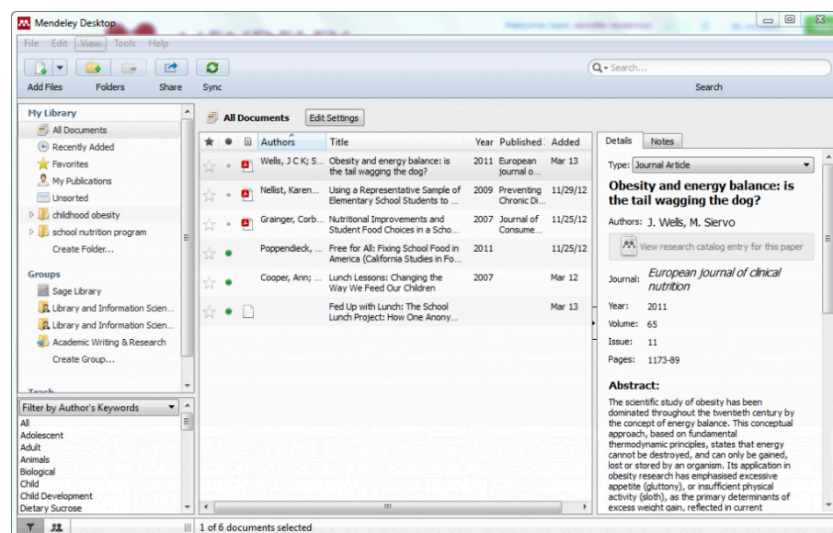 Mendeley Desktop
File Edit View Tools Help
Add Files Folders Share Sync
Search...
Search
My Library
All Documents
Recently Added
Favorites
My Publications
Unsorted
childhood obesity
school nutrition program
Create Folder...
Groups
Sage Library
Library and Information Scien...
Library and Information Scien...
Academic Writing & Research
Create Group...
Filter by Author's Keywords
All
Adolescent
Adult
Animals
Biological
Child
Child Development
Dietary Sucrose
All Documents Edit Settings
Authors Title Year Published Added
Wells, J C K; S... Obesity and energy balance: is 2011 European Mar 13
the tail wagging the dog? journal o...
Nellist, Karen... Using a Representative Sample of 2009 Preventing 11/29/12
Elementary School Students to ... Chronic Di...
Grainger, Corb... Nutritional Improvements and 2007 Journal of 11/25/12
Student Food Choices in a Scho... Consume...
Poppendieck, ... Free for All: Fixing School Food in 2011 11/25/12
America (California Studies in Fo...
Cooper, Ann; ... Lunch Lessons: Changing the 2007 Mar 12
Way We Feed Our Children
Fed Up with Lunch: The School Mar 13
Lunch Project: How One Anony...
Details Notes
Type: Journal Article
Obesity and energy balance: is
the tail wagging the dog?
Authors: J. Wells, M. Siervo
View research catalog entry for this paper
Journal: European journal of clinical
nutrition
Year: 2011
Volume: 65
Issue: 11
Pages: 1173-89
Abstract:
The scientific study of obesity has been
dominated throughout the twentieth century by
the concept of energy balance. This conceptual
approach, based on fundamental
thermodynamic principles, states that energy
cannot be destroyed, and can only be gained,
lost or stored by an organism. Its application in
obesity research has emphasised excessive
appetite (gluttony), or insufficient physical
activity (sloth), as the primary determinants of
excess weight gain, reflected in current
1 of 6 documents selected